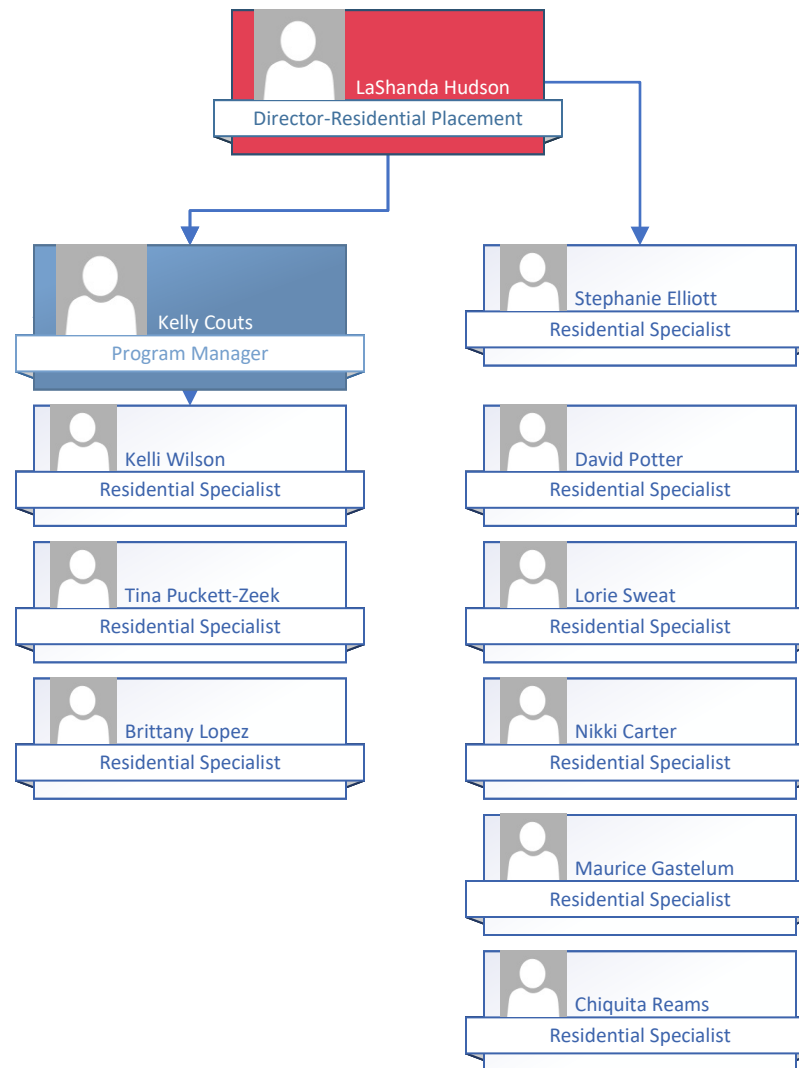 LaShanda Hudson
Director-Residential Placement
Kelly Couts
Program Manager
Kelli Wilson
Residential Specialist
Tina Puckett-Zeek
Residential Specialist
Brittany Lopez
Residential Specialist
Stephanie Elliott
Residential Specialist
David Potter
Residential Specialist
Lorie Sweat
Residential Specialist
Nikki Carter
Residential Specialist
Maurice Gastelum
Residential Specialist
Chiquita Reams
Residential Specialist